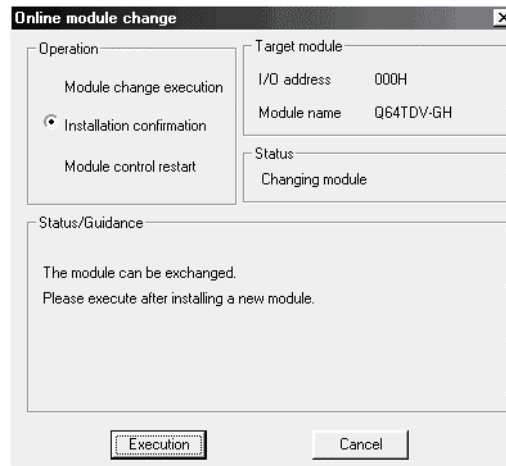 Online module change
Operation
Module change execution
Installation confirmation
Module control restart
Target module
I/O address 000H
Module name Q64TDV-GH
Status
Changing module
Status/Guidance
The module can be exchanged.
Please execute after installing a new module.
Execution
Cancel